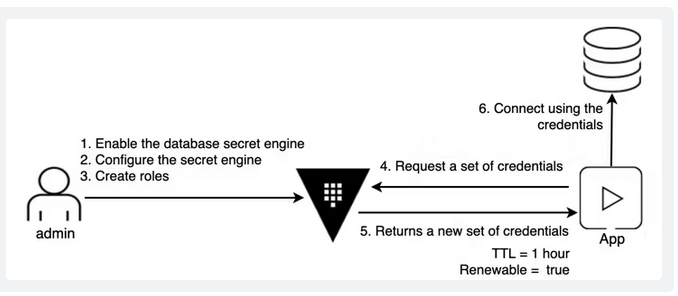 6. Connect using the
credentials
1. Enable the database secret engine
2. Configure the secret engine
3. Create roles
4. Request a set of credentials
admin
5. Returns a new set of credentials
App
TTL = 1 hour
Renewable = true